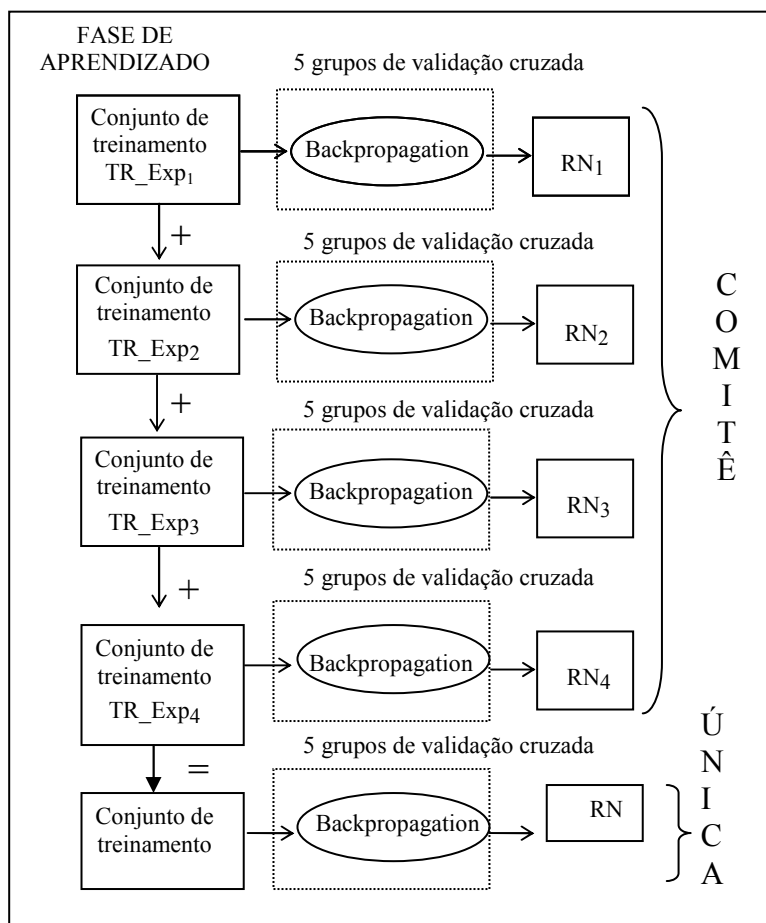 FASE DE
APRENDIZADO
5 grupos de validação cruzada
Conjunto de
treinamento
TR_Exp1
Backpropagation
RN1
+
5 grupos de validação cruzada
Conjunto de
treinamento
TR_Exp2
Backpropagation
RN2
+
5 grupos de validação cruzada
Conjunto de
treinamento
TR_Exp3
Backpropagation
RN3
+
5 grupos de validação cruzada
Conjunto de
treinamento
TR_Exp4
Backpropagation
RN4
C
O
M
I
T
Ê
=
5 grupos de validação cruzada
Conjunto de
treinamento
Backpropagation
RN
Ú
N
I
C
A